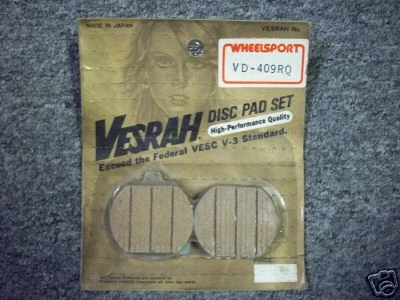 MADE IN JAPAN
VESRAH No.
WHEELSPORT
VD-409RQ
DISC PAD SET
High-Performance Quality
VESRAH
Exceed the Federal VESC V-3 Standard.
PRICE